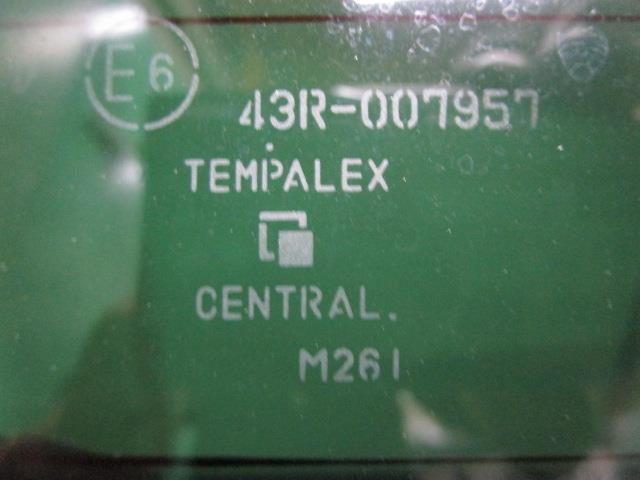 E6
43R-007957
TEMPALEX
CENTRAL.
M261